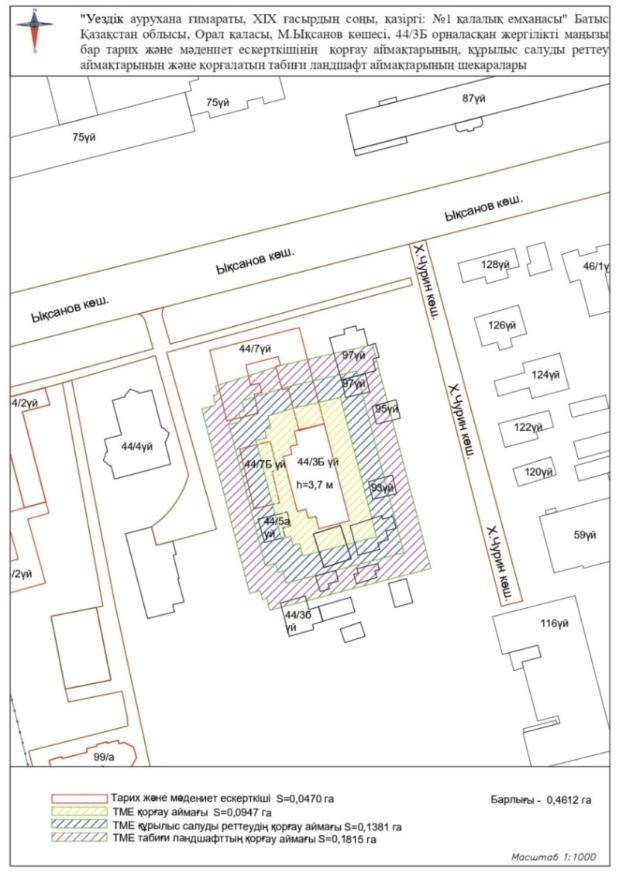 "Уездік аурухана ғимараты, XIX ғасырдың соңы, қазіргі: №1 қалалық емханасы" Батыс
Қазақстан облысы, Орал қаласы, М.Ықсанов көшесі, 44/3Б орналасқан жергілікті маңызы
бар тарих және мәдениет ескерткішінің қорғау аймақтарының, құрылыс салуды реттеу
аймақтарының және қорғалатын табиғи ландшафт аймақтарының шекаралары
75үй
87үй
75үй
Ықсанов көш.
Ықсанов көш.
Ықсанов көш.
Х.Чурин көш.
128үй
46/1ү
126үй
44/7үй
97үй
97үй
124үй
4/2үй
95үй
Х.Чурин көш.
122үй
44/4үй
44/7Б үй
44/3Б үй
120үй
h=3,7 м
93үй
44/5а
үй
59үй
Х.Чурин көш.
/2үй
44/3б
үй
116үй
99/а
Тарих және мәдениет ескерткіші S=0,0470 га
Барлығы - 0,4612 га
ТМЕ қорғау аймағы S=0,0947 га
ТМЕ құрылыс салуды реттеудің қорғау аймағы S=0,1381 га
ТМЕ табиғи ландшафттың қорғау аймағы S=0,1815 га
Масштаб 1:1000